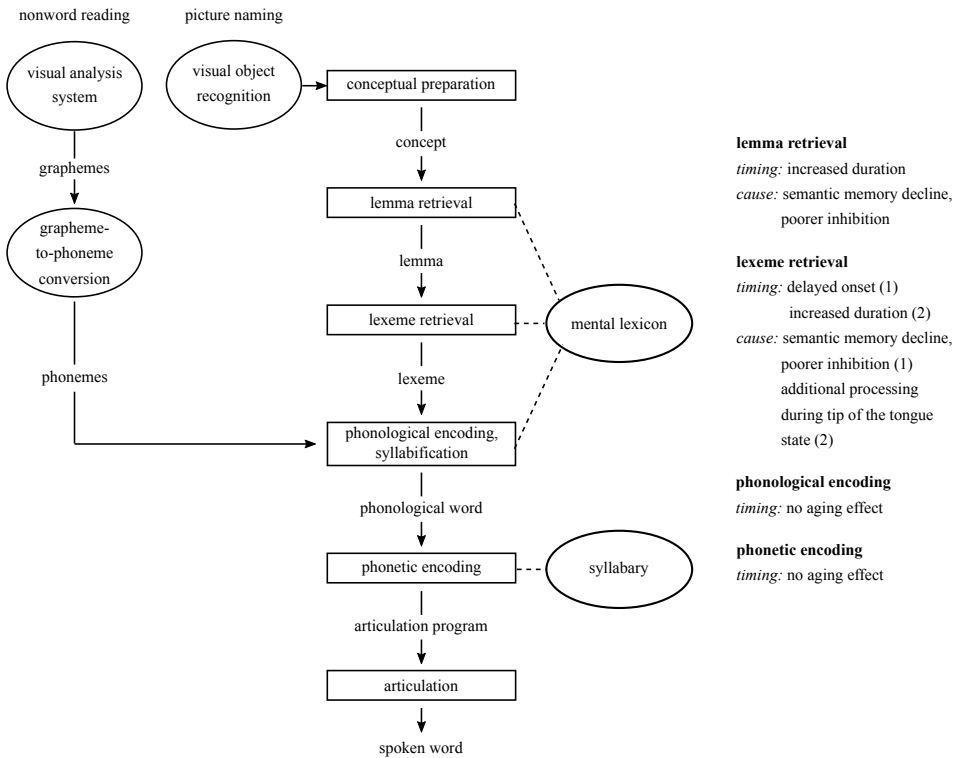 nonword reading
picture naming
visual analysis
system
visual object
recognition
conceptual preparation
graphemes
concept
grapheme-
to-phoneme
conversion
lemma retrieval
lemma
lexeme retrieval
mental lexicon
phonemes
lexeme
phonological encoding,
syllabification
phonological word
phonetic encoding
syllabary
articulation program
articulation
spoken word
lemma retrieval
timing: increased duration
cause: semantic memory decline,
poorer inhibition
lexeme retrieval
timing: delayed onset (1)
increased duration (2)
cause: semantic memory decline,
poorer inhibition (1)
additional processing
during tip of the tongue
state (2)
phonological encoding
timing: no aging effect
phonetic encoding
timing: no aging effect